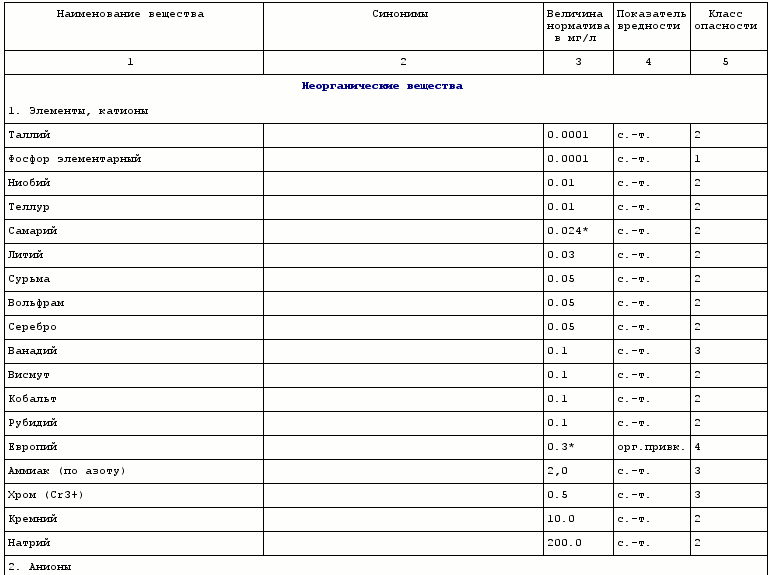 Наименование вещества Синонимы Величина норматива в мг/л Показатель вредности Класс опасности
1 2 3 4 5
Неорганические вещества
1. Элементы, катионы
Таллий 0.0001 с.-т. 2
Фосфор элементарный 0.0001 с.-т. 1
Ниобий 0.01 с.-т. 2
Теллур 0.01 с.-т. 2
Самарий 0.024* с.-т. 2
Литий 0.03 с.-т. 2
Сурьма 0.05 с.-т. 2
Вольфрам 0.05 с.-т. 2
Серебро 0.05 с.-т. 2
Ванадий 0.1 с.-т. 3
Висмут 0.1 с.-т. 2
Кобальт 0.1 с.-т. 2
Рубидий 0.1 с.-т. 2
Европий 0.3* орг.привк. 4
Аммиак (по азоту) 2,0 с.-т. 3
Хром (Cr3+) 0.5 с.-т. 3
Кремний 10.0 с.-т. 2
Натрий 200.0 с.-т. 2
2. Анионы